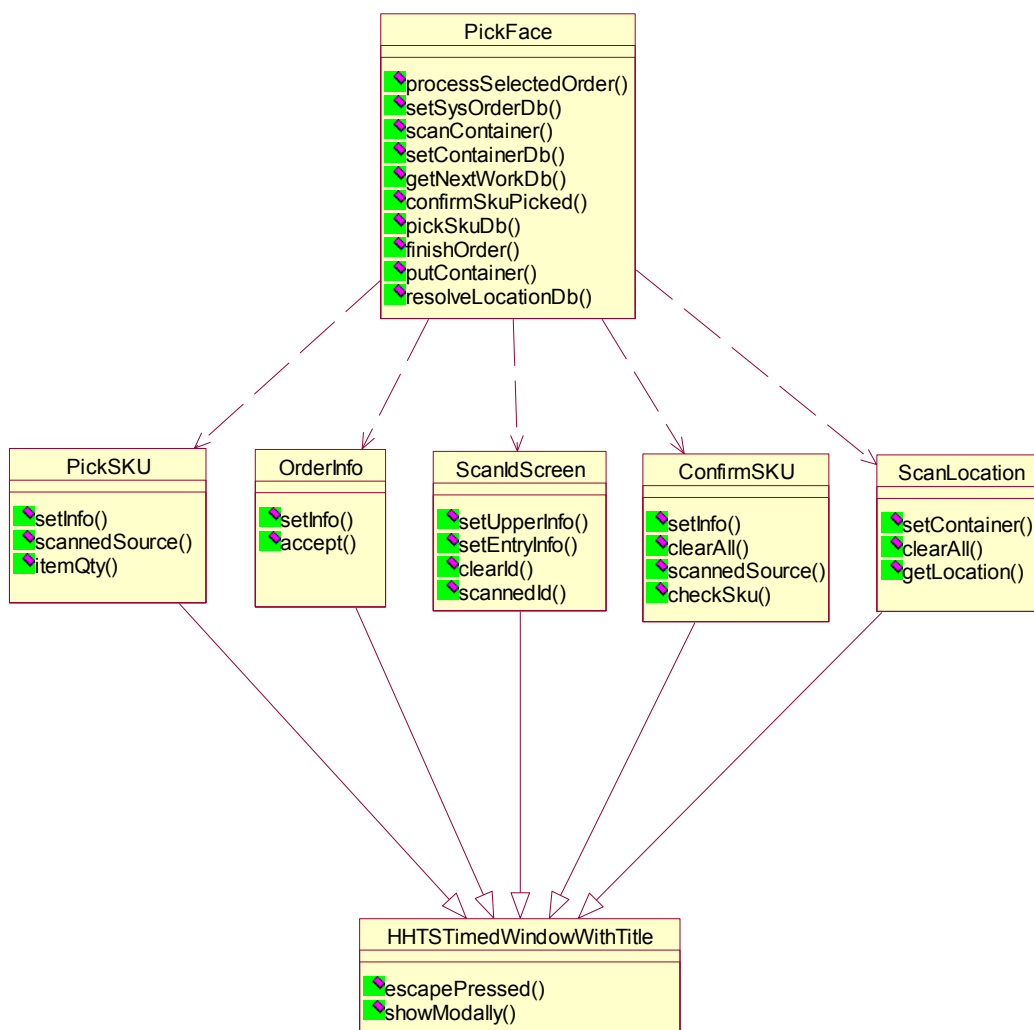 PickFace
processSelectedOrder()
setSysOrderDb()
scanContainer()
setContainerDb()
getNextWorkDb()
confirmSkuPicked()
pickSkuDb()
finishOrder()
putContainer()
resolveLocationDb()
PickSKU
setInfo()
scannedSource()
itemQty()
OrderInfo
setInfo()
accept()
ScanIdScreen
setUpperInfo()
setEntryInfo()
clearId()
scannedId()
ConfirmSKU
setInfo()
clearAll()
scannedSource()
checkSku()
ScanLocation
setContainer()
clearAll()
getLocation()
HHTSTimedWindowWithTitle
escapePressed()
showModally()